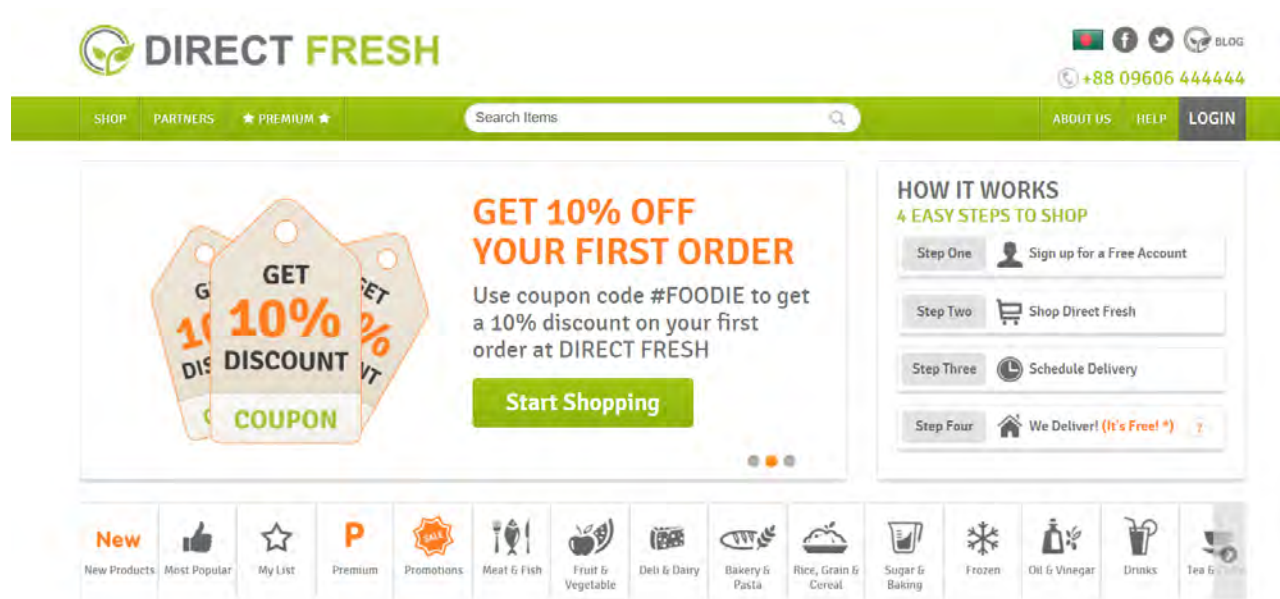 DIRECT FRESH
BLOG
+88 09606 444444
SHOP PARTNERS ★ PREMIUM ★ Search Items ABOUT US HELP LOGIN
GET
10%
DISCOUNT
COUPON
GET 10% OFF
YOUR FIRST ORDER
Use coupon code #FOODIE to get
a 10% discount on your first
order at DIRECT FRESH
Start Shopping
HOW IT WORKS
4 EASY STEPS TO SHOP
Step One Sign up for a Free Account
Step Two Shop Direct Fresh
Step Three Schedule Delivery
Step Four We Deliver! (It's Free! *) ?
New
New Products
Most Popular
My List
P
Premium
SALE
Promotions
Meat & Fish
Fruit &
Vegetable
Deli & Dairy
Bakery &
Pasta
Rice, Grain &
Cereal
Sugar &
Baking
Frozen
Oil & Vinegar
Drinks
Tea &